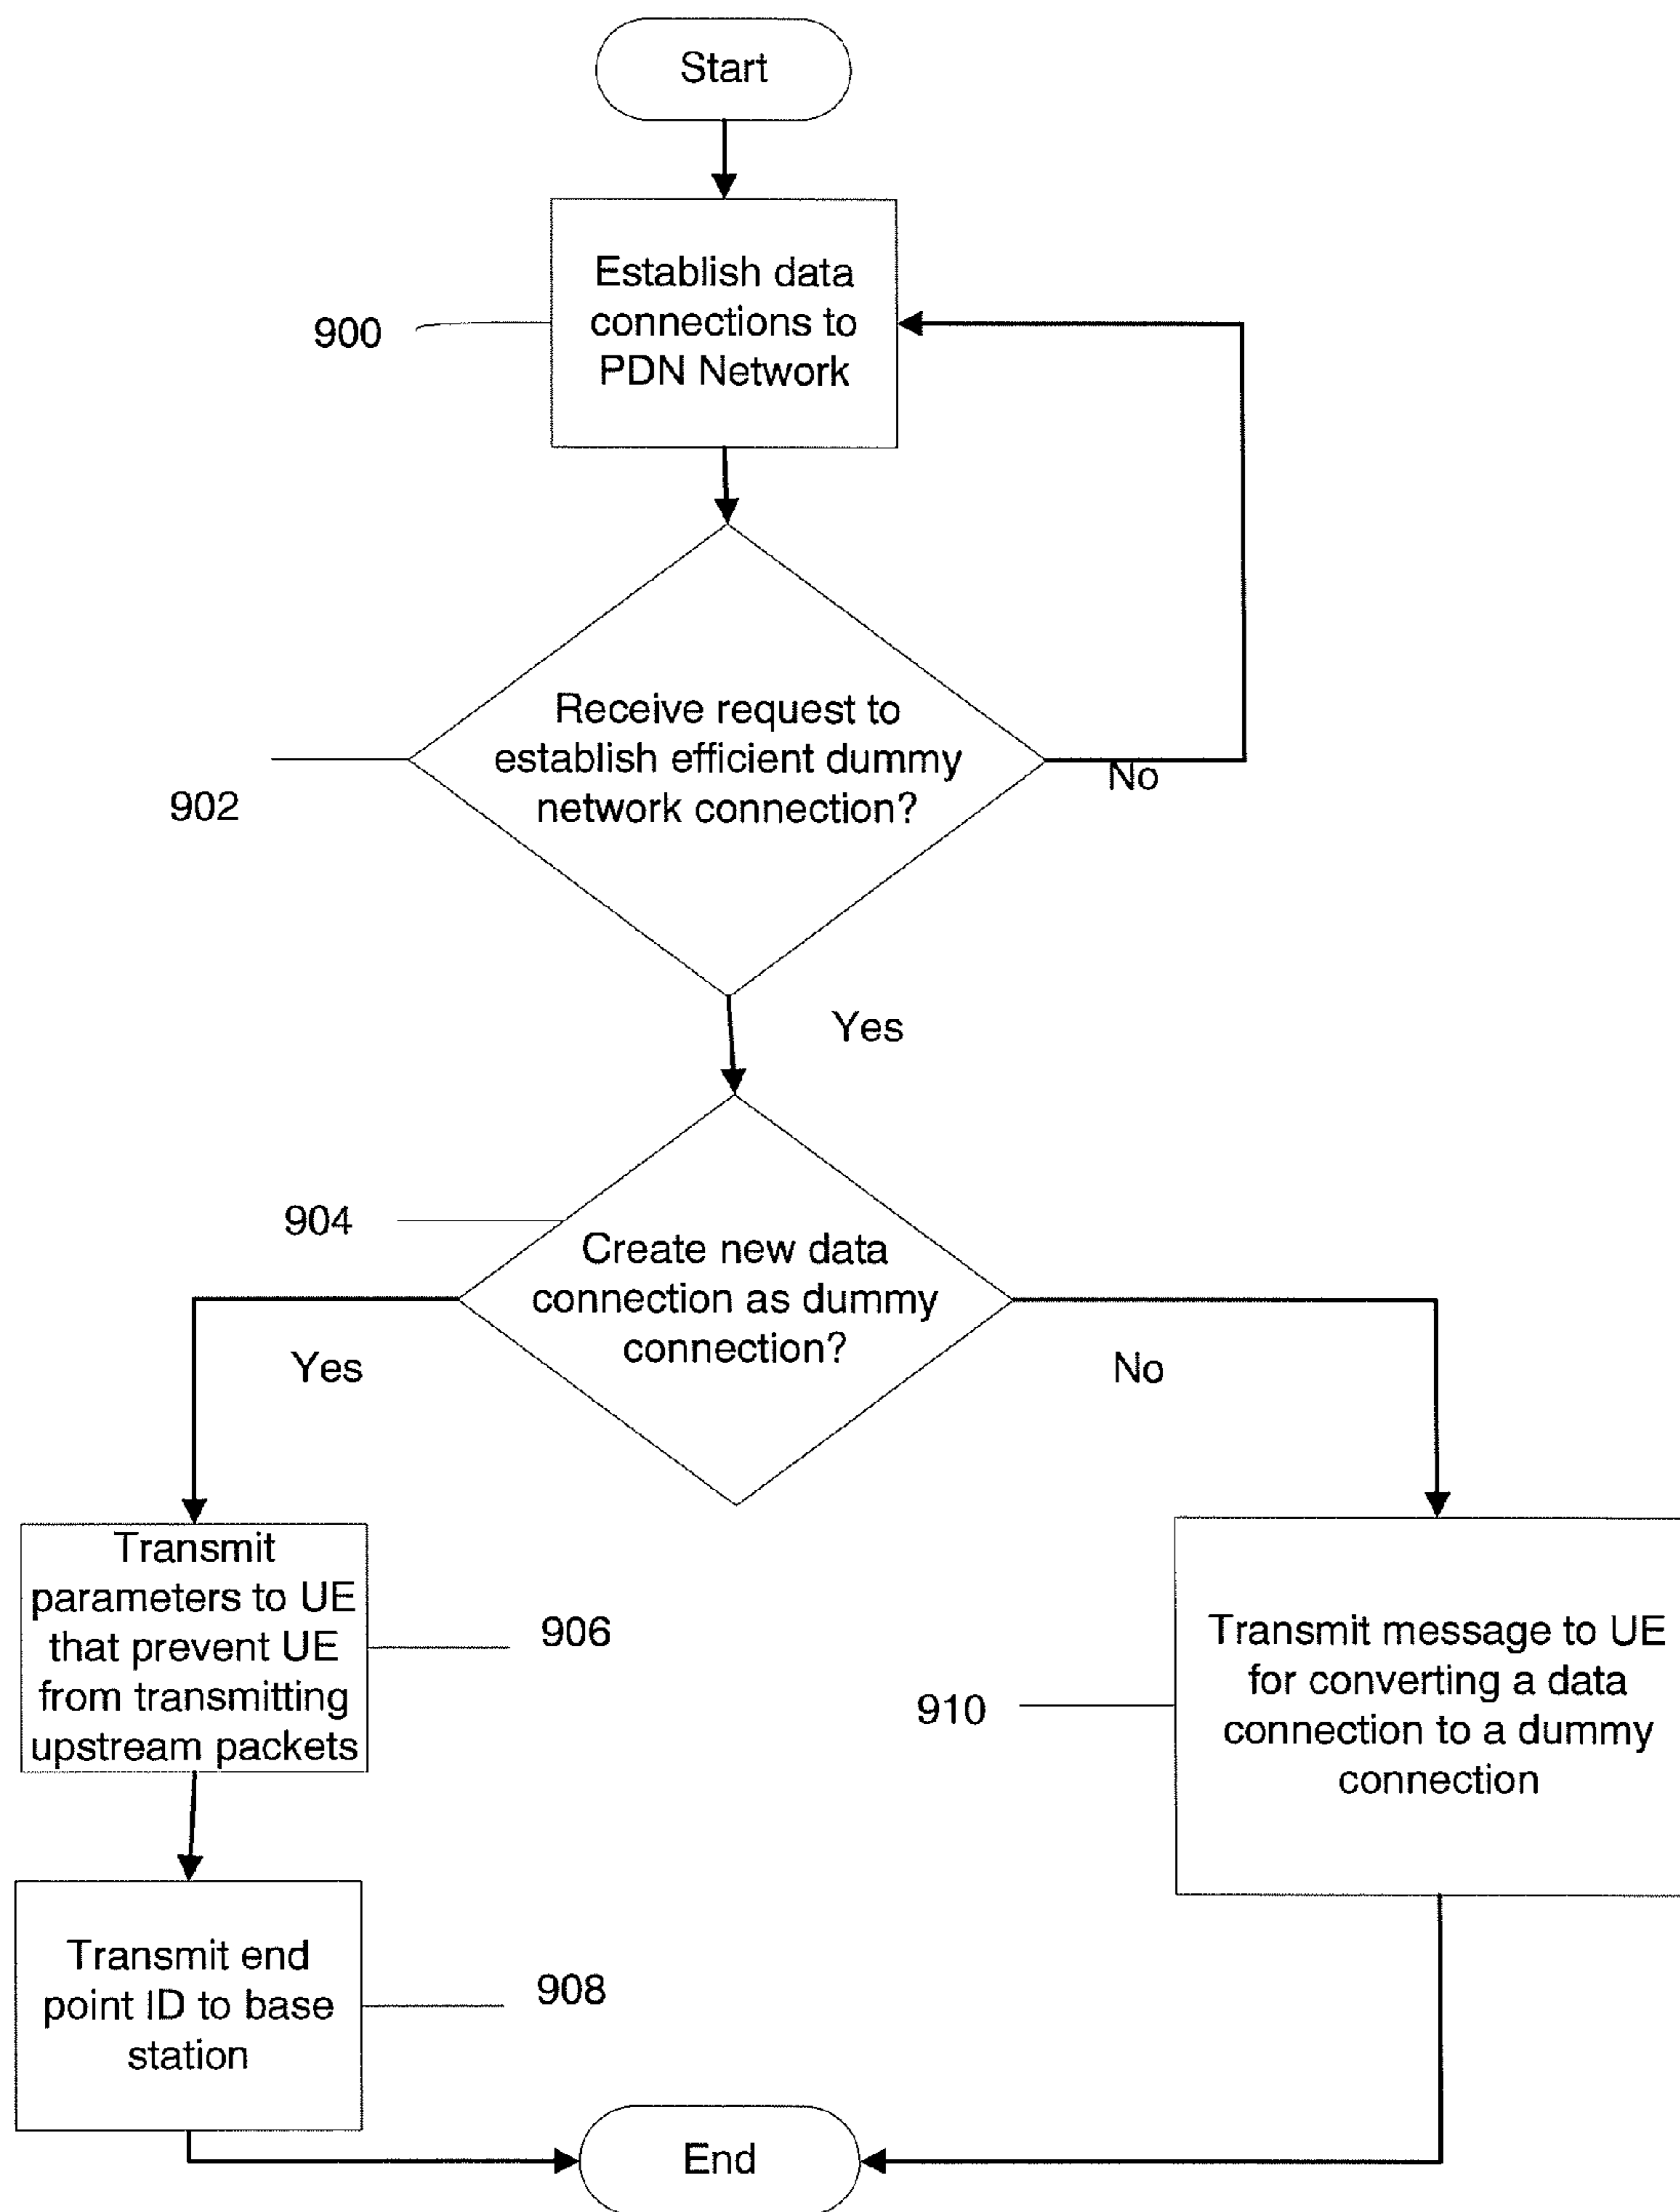 Start
Establish data
connections to
PDN Network
900
Receive request to
establish efficient dummy
network connection?
902
No
Yes
904
Create new data
connection as dummy
connection?
Yes
No
Transmit
parameters to UE
that prevent UE
from transmitting
upstream packets
906
Transmit message to UE
for converting a data
connection to a dummy
connection
910
Transmit end
point ID to base
station
908
End